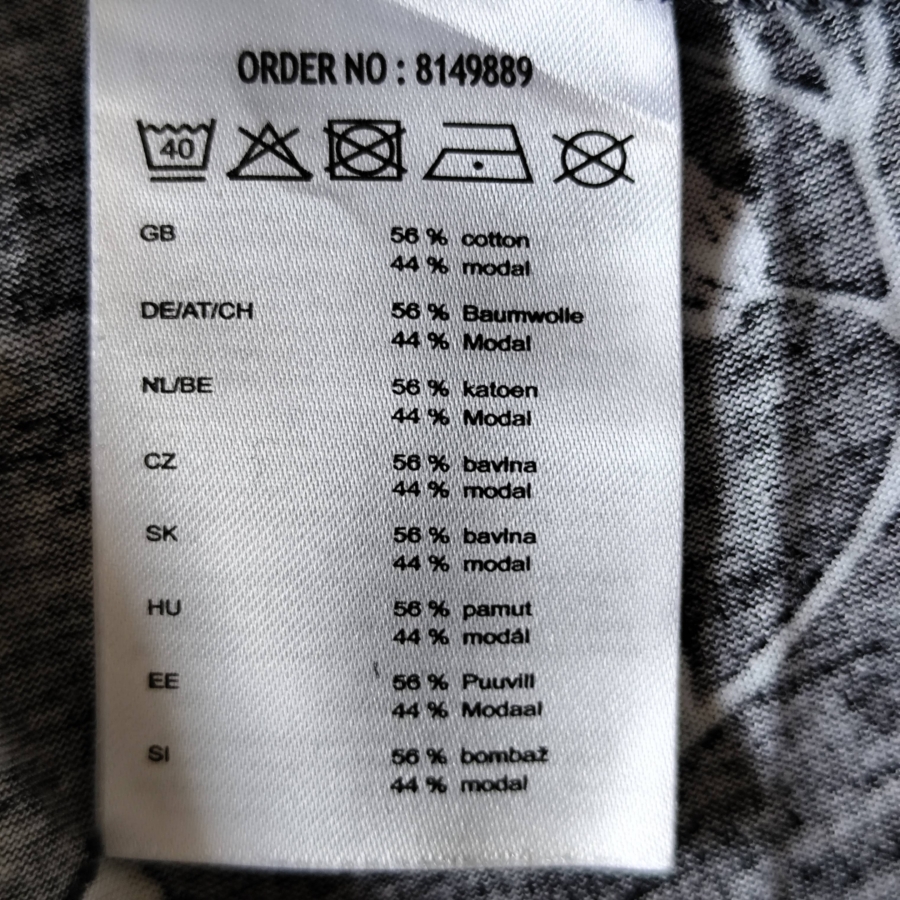 ORDER NO : 8149889
40
GB 56 % cotton
44 % modal
DE/AT/CH 56 % Baumwolle
44 % Modal
NL/BE 56 % katoen
44 % Modal
CZ 56 % bavlna
44 % modal
SK 56 % bavlna
44 % modal
HU 56 % pamut
44 % modál
EE 56 % Puuvill
44 % Modaal
SI 56 % bombaž
44 % modal